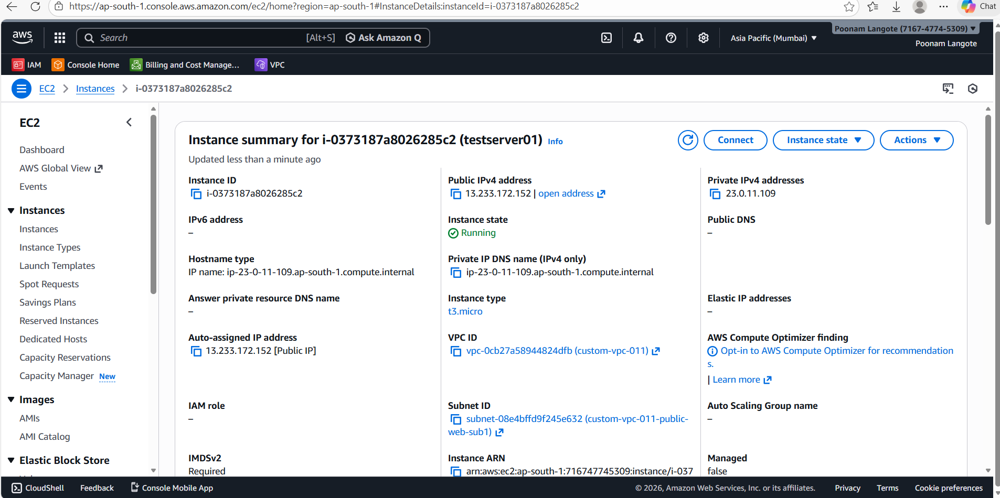 https://ap-south-1.console.aws.amazon.com/ec2/home?region=ap-south-1#InstanceDetails:instanceId=i-0373187a8026285c2
Chat
aws
Search
[Alt+S]
Ask Amazon Q
Asia Pacific (Mumbai)
Poonam Langote (7167-4774-5309)
Poonam Langote
IAM
Console Home
Billing and Cost Manage...
VPC
EC2
Instances
i-0373187a8026285c2
EC2
Dashboard
AWS Global View
Events
Instances
Instances
Instance Types
Launch Templates
Spot Requests
Savings Plans
Reserved Instances
Dedicated Hosts
Capacity Reservations
Capacity Manager New
Images
AMIs
AMI Catalog
Elastic Block Store
Instance summary for i-0373187a8026285c2 (testserver01) Info
Updated less than a minute ago
Connect
Instance state
Actions
Instance ID
i-0373187a8026285c2
Public IPv4 address
13.233.172.152 | open address
Private IPv4 addresses
23.0.11.109
IPv6 address
–
Instance state
Running
Public DNS
–
Hostname type
IP name: ip-23-0-11-109.ap-south-1.compute.internal
Private IP DNS name (IPv4 only)
ip-23-0-11-109.ap-south-1.compute.internal
Answer private resource DNS name
–
Instance type
t3.micro
Elastic IP addresses
–
Auto-assigned IP address
13.233.172.152 [Public IP]
VPC ID
vpc-0cb27a58944824dfb (custom-vpc-011)
AWS Compute Optimizer finding
Opt-in to AWS Compute Optimizer for recommendation
s.
| Learn more
IAM role
–
Subnet ID
subnet-08e4bffd9f245e632 (custom-vpc-011-public-
web-sub1)
Auto Scaling Group name
–
IMDSv2
Required
Instance ARN
arn:aws:ec2:ap-south-1:716747745309:instance/i-037
Managed
false
CloudShell
Feedback
Console Mobile App
© 2026, Amazon Web Services, Inc. or its affiliates.
Privacy
Terms
Cookie preferences